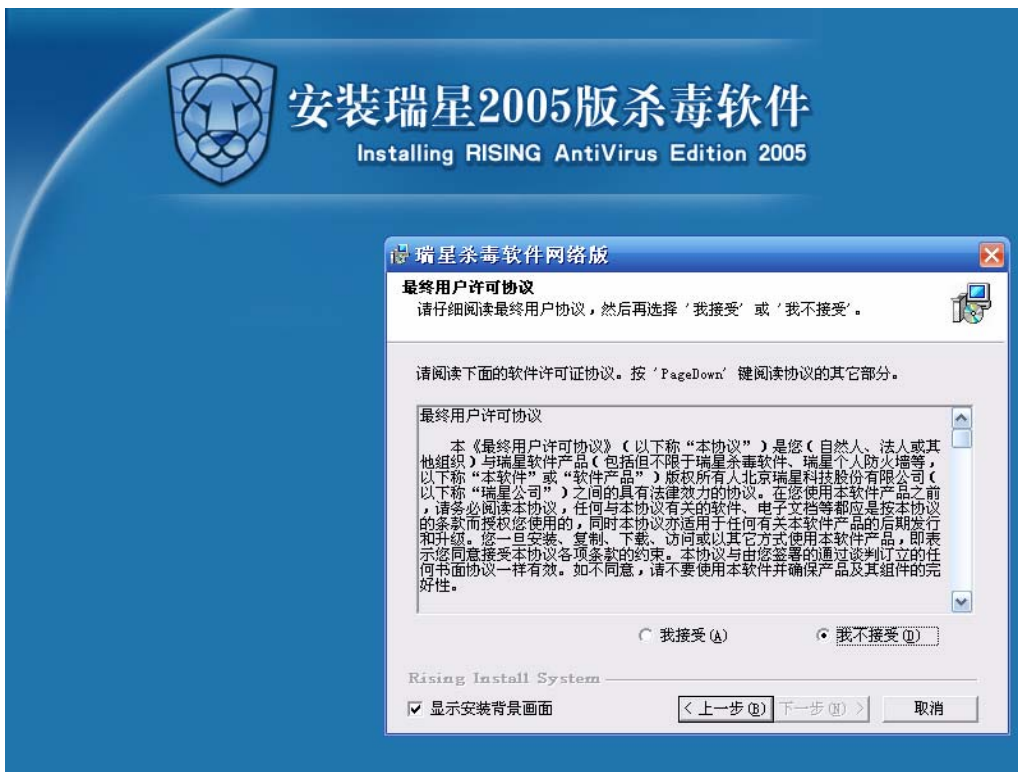 安装瑞星2005版杀毒软件
Installing RISING AntiVirus Edition 2005
瑞星杀毒软件网络版
最终用户许可协议
请仔细阅读最终用户协议，然后再选择‘我接受’或‘我不接受’。
请阅读下面的软件许可证协议。按‘PageDown’键阅读协议的其它部分。
最终用户许可协议
本《最终用户许可协议》（以下称“本协议”）是您（自然人、法人或其
他组织）与瑞星软件产品（包括但不限于瑞星杀毒软件、瑞星个人防火墙等，
以下称“本软件”或“软件产品”）版权所有人北京瑞星科技股份有限公司（
以下称“瑞星公司”）之间的具有法律效力的协议。在您使用本软件产品之前
，请务必阅读本协议，任何与本协议有关的软件、电子文档等都应是按本协议
的条款而授权您使用的，同时本协议亦适用于任何有关本软件产品的后期发行
和升级。您一旦安装、复制、下载、访问或以其它方式使用本软件产品，即表
示您同意接受本协议各项条款的约束。本协议与由您签署的通过谈判订立的任
何书面协议一样有效。如不同意，请不要使用本软件并确保产品及其组件的完
好性。
我接受(A) 我不接受(D)
Rising Install System
显示安装背景画面 <上一步(B) 下一步(N)> 取消